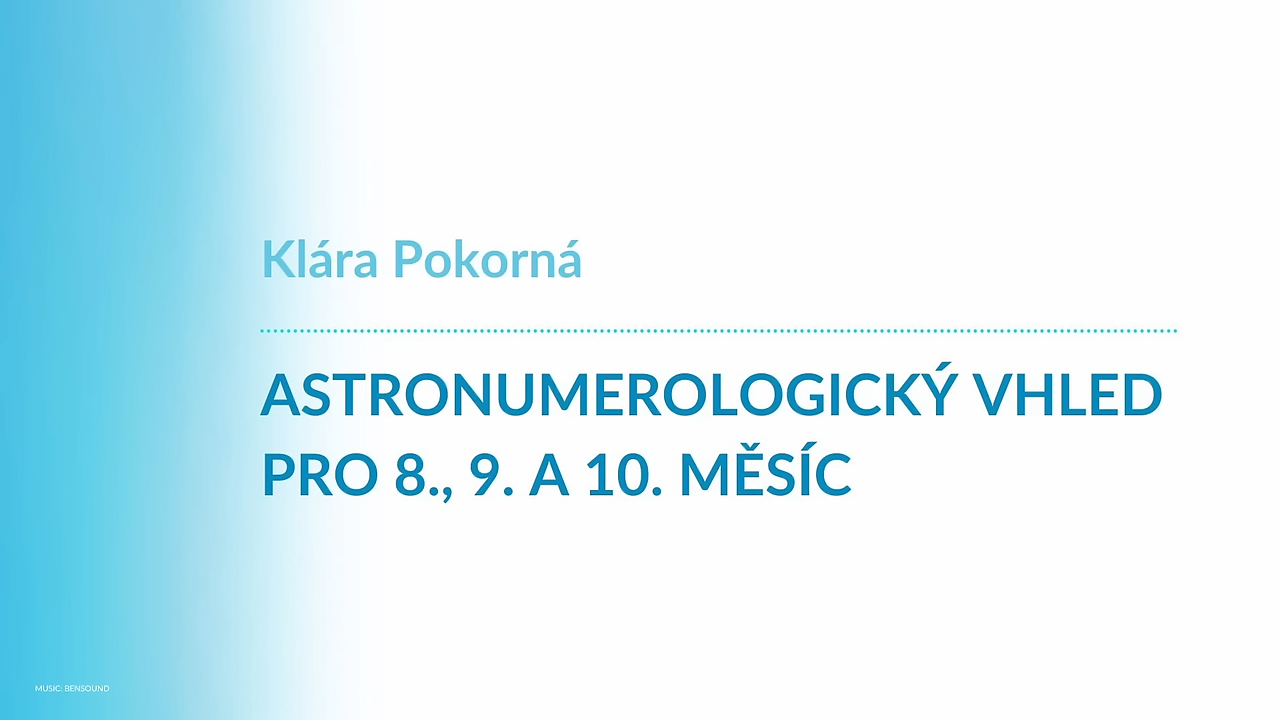 Klára Pokorná
ASTRONUMEROLOGICKÝ VHLED
PRO 8., 9. A 10. MĚSÍC
MUSIC: BENSOUND